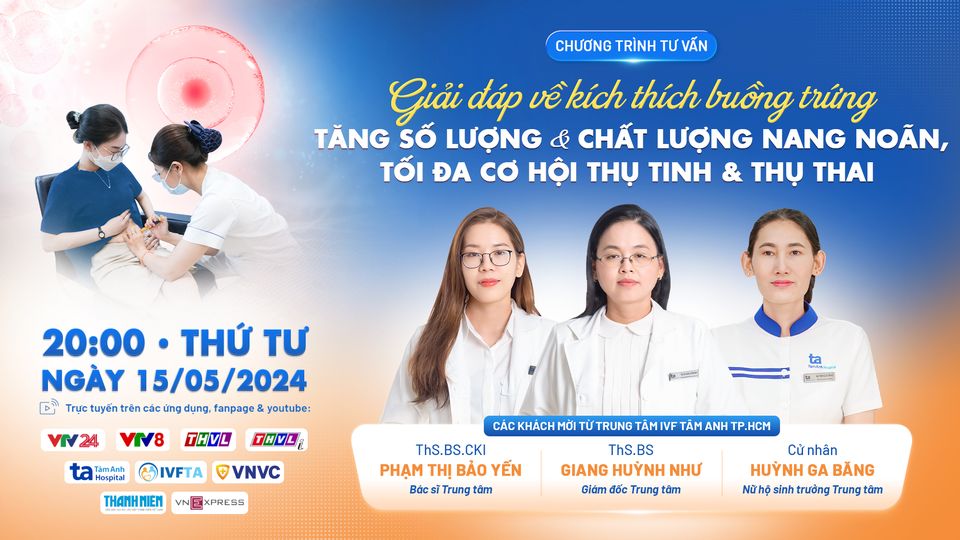 CHƯƠNG TRÌNH TƯ VẤN
Giải đáp về kích thích buồng trứng
TĂNG SỐ LƯỢNG & CHẤT LƯỢNG NANG NOÃN,
TỐI ĐA CƠ HỘI THỤ TINH & THỤ THAI
20:00 • THỨ TƯ
NGÀY 15/05/2024
Trực tuyến trên các ứng dụng, fanpage & youtube:
VTV24 VTV8 THVL THVLi
ta Tâm Anh Hospital IVFTA VNVC
THANH NIÊN VNEXPRESS
ta
TamAnh Hospital
CÁC KHÁCH MỜI TỪ TRUNG TÂM IVF TÂM ANH TP.HCM
ThS.BS.CKI
PHẠM THỊ BẢO YẾN
Bác sĩ Trung tâm
ThS.BS
GIANG HUỲNH NHƯ
Giám đốc Trung tâm
Cử nhân
HUỲNH GA BĂNG
Nữ hộ sinh trưởng Trung tâm